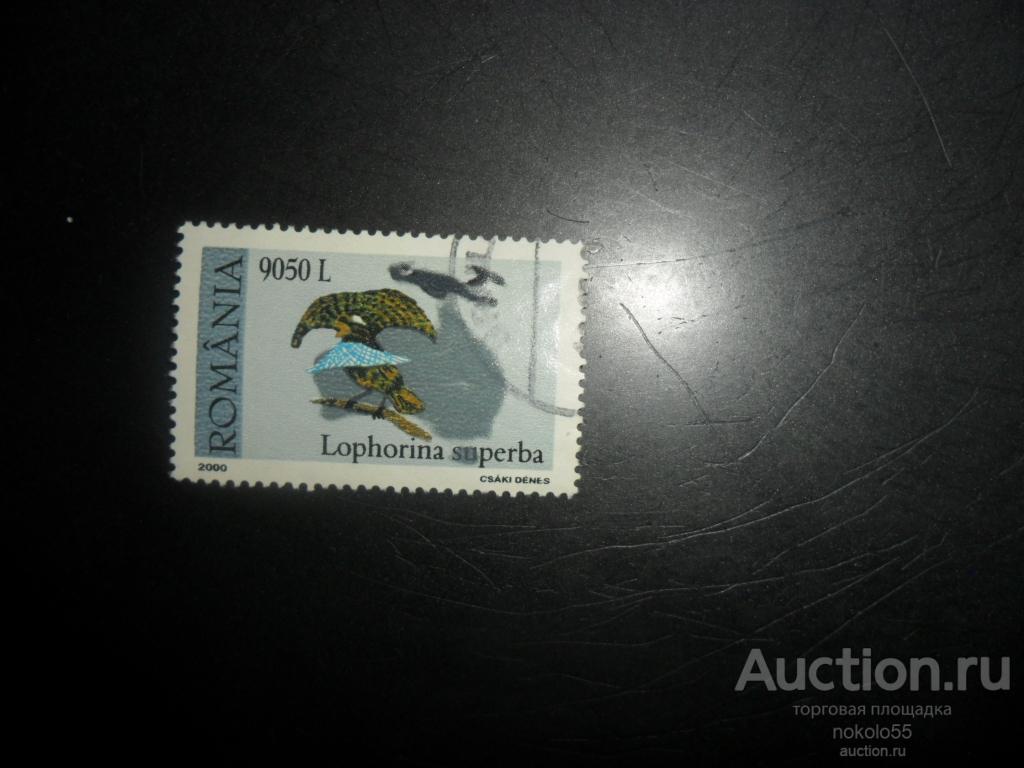 ROMÂNIA
9050 L
Lophorina superba
2000
CSÁKI DÉNES
Auction.ru
торговая площадка
nokolo55
auction.ru